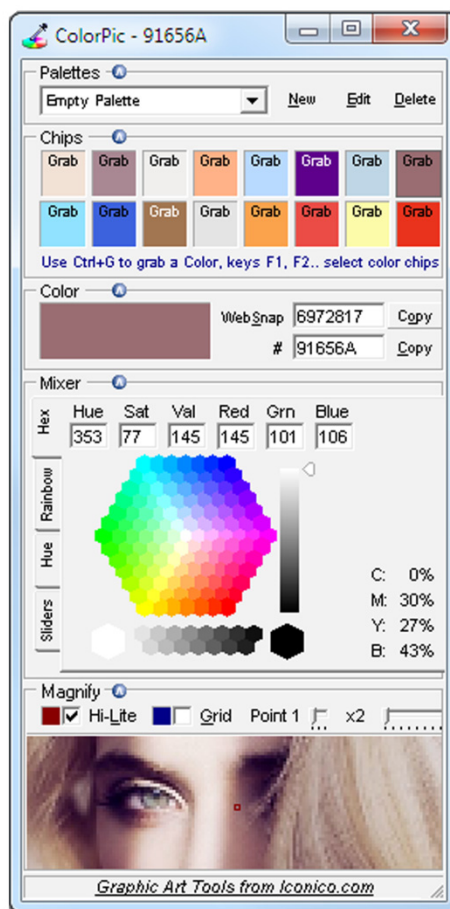 ColorPic - 91656A
Palettes
Empty Palette New Edit Delete
Chips
Grab Grab Grab Grab Grab Grab Grab Grab
Grab Grab Grab Grab Grab Grab Grab Grab
Use Ctrl+G to grab a Color, keys F1, F2.. select color chips
Color
WebSnap 6972817 Copy
# 91656A Copy
Mixer
Hex Hue Sat Val Red Grn Blue
353 77 145 145 101 106
Rainbow
Hue
Sliders
C: 0%
M: 30%
Y: 27%
B: 43%
Magnify
Hi-Lite Grid Point 1 x2
Graphic Art Tools from Iconico.com